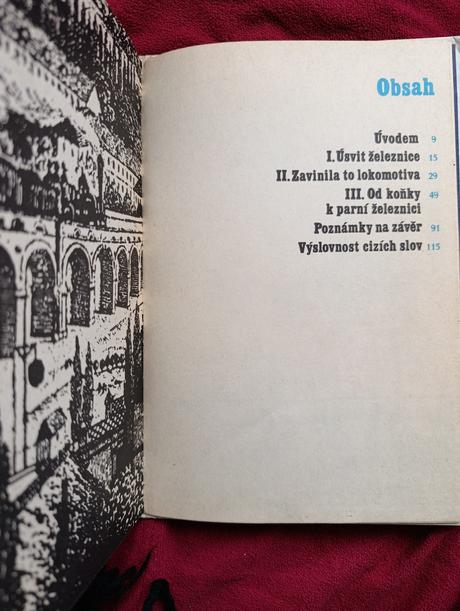 Obsah
Úvodem 9
I. Úsvit železnice 15
II. Zavinila to lokomotiva 29
III. Od koňky 49
k parní železnici
Poznámky na závěr 91
Výslovnost cizích slov 115